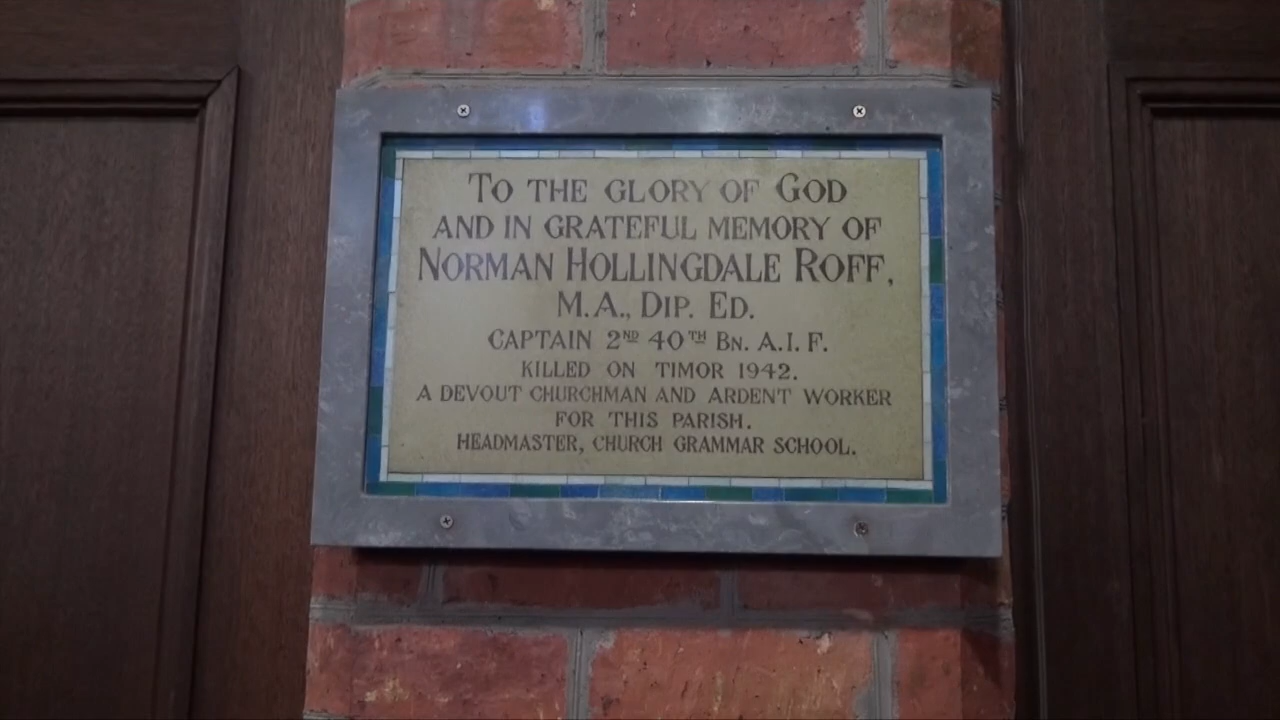 To the glory of God
and in grateful memory of
Norman Hollingdale Roff,
M.A., Dip. Ed.
Captain 2ND 40TH Bn. A.I.F.
killed on Timor 1942.
A devout churchman and ardent worker
for this parish.
Headmaster, Church Grammar School.